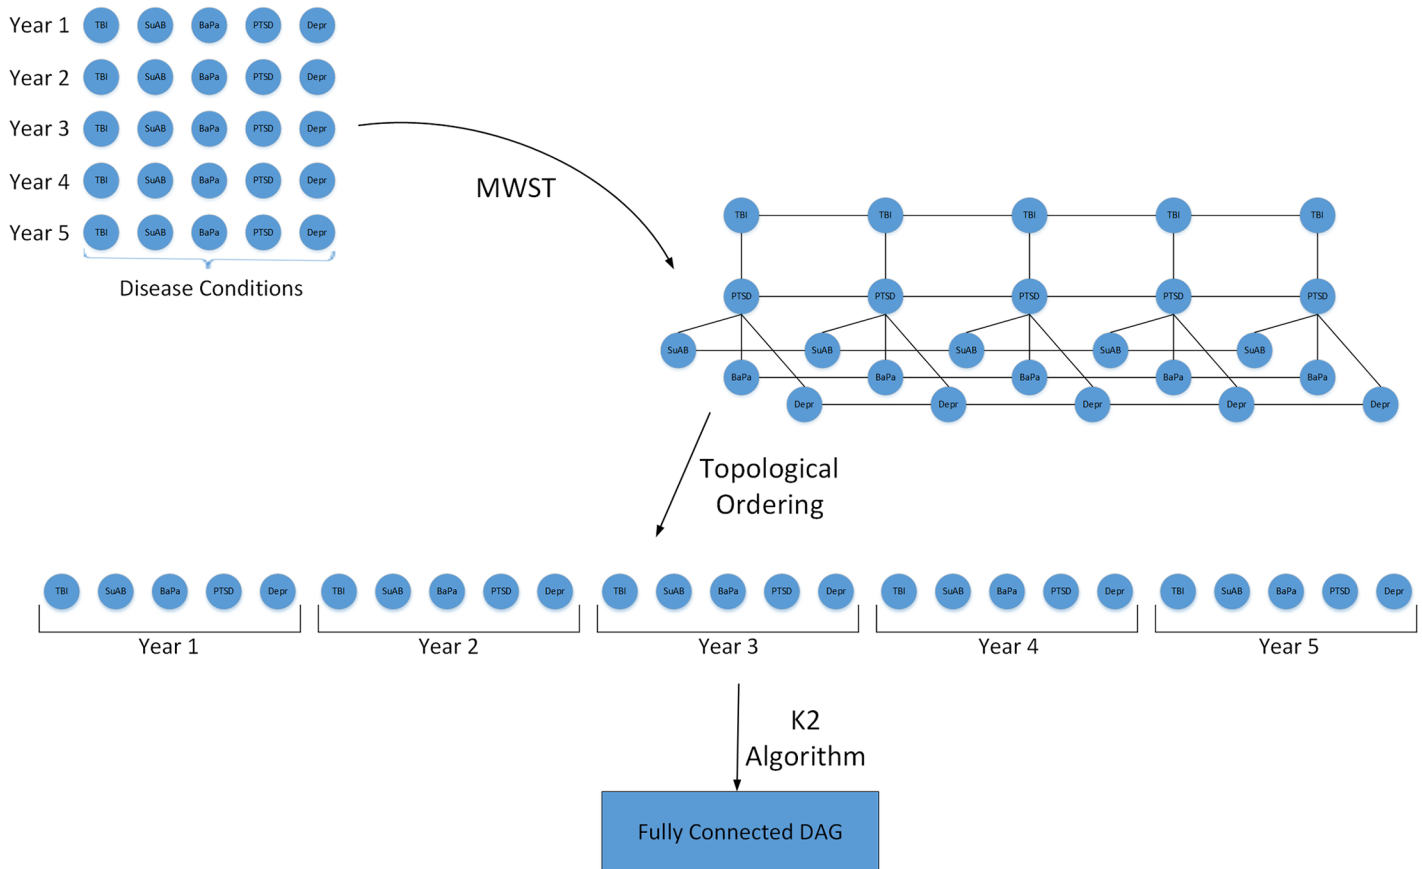 Year 1 TBI SuAB BaPa PTSD Depr
Year 2 TBI SuAB BaPa PTSD Depr
Year 3 TBI SuAB BaPa PTSD Depr
Year 4 TBI SuAB BaPa PTSD Depr
Year 5 TBI SuAB BaPa PTSD Depr
Disease Conditions
MWST
TBI TBI TBI TBI TBI
PTSD PTSD PTSD PTSD PTSD
SuAB SuAB SuAB SuAB SuAB
BaPa BaPa BaPa BaPa BaPa
Depr Depr Depr Depr Depr
Topological
Ordering
TBI SuAB BaPa PTSD Depr TBI SuAB BaPa PTSD Depr TBI SuAB BaPa PTSD Depr TBI SuAB BaPa PTSD Depr TBI SuAB BaPa PTSD Depr
Year 1 Year 2 Year 3 Year 4 Year 5
K2
Algorithm
Fully Connected DAG